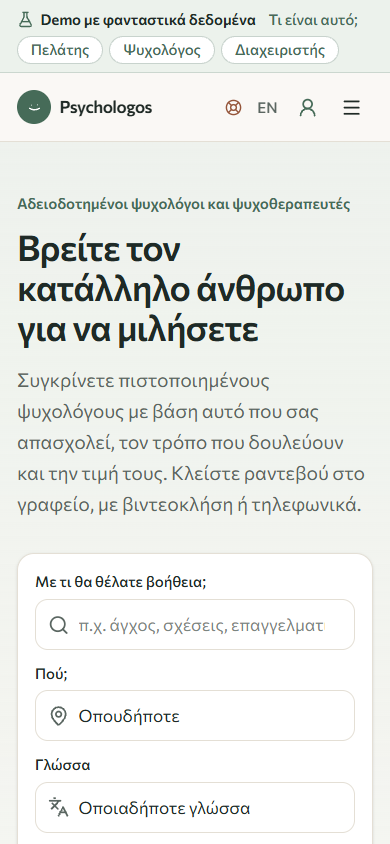 Demo με φανταστικά δεδομένα Τι είναι αυτό;
Πελάτης Ψυχολόγος Διαχειριστής
Psychologos EN
Αδειοδοτημένοι ψυχολόγοι και ψυχοθεραπευτές
Βρείτε τον
κατάλληλο άνθρωπο
για να μιλήσετε
Συγκρίνετε πιστοποιημένους
ψυχολόγους με βάση αυτό που σας
απασχολεί, τον τρόπο που δουλεύουν
και την τιμή τους. Κλείστε ραντεβού στο
γραφείο, με βιντεοκλήση ή τηλεφωνικά.
Με τι θα θέλατε βοήθεια;
π.χ. άγχος, σχέσεις, επαγγελματι
Πού;
Οπουδήποτε
Γλώσσα
Οποιαδήποτε γλώσσα